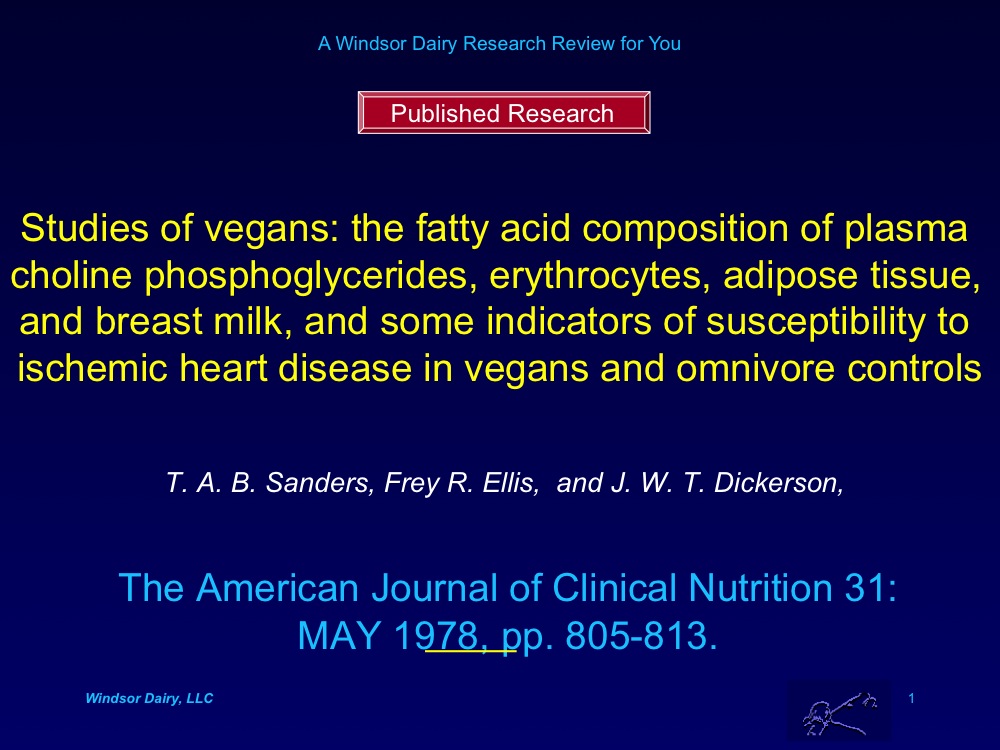 A Windsor Dairy Research Review for You
Published Research
Studies of vegans: the fatty acid composition of plasma
choline phosphoglycerides, erythrocytes, adipose tissue,
and breast milk, and some indicators of susceptibility to
ischemic heart disease in vegans and omnivore controls
T. A. B. Sanders, Frey R. Ellis, and J. W. T. Dickerson,
The American Journal of Clinical Nutrition 31:
MAY 1978, pp. 805-813.
Windsor Dairy, LLC
1